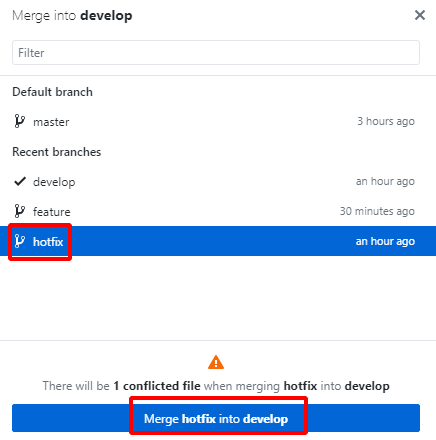 Merge into develop
Filter
Default branch
master 3 hours ago
Recent branches
develop an hour ago
feature 30 minutes ago
hotfix an hour ago
There will be 1 conflicted file when merging hotfix into develop
Merge hotfix into develop